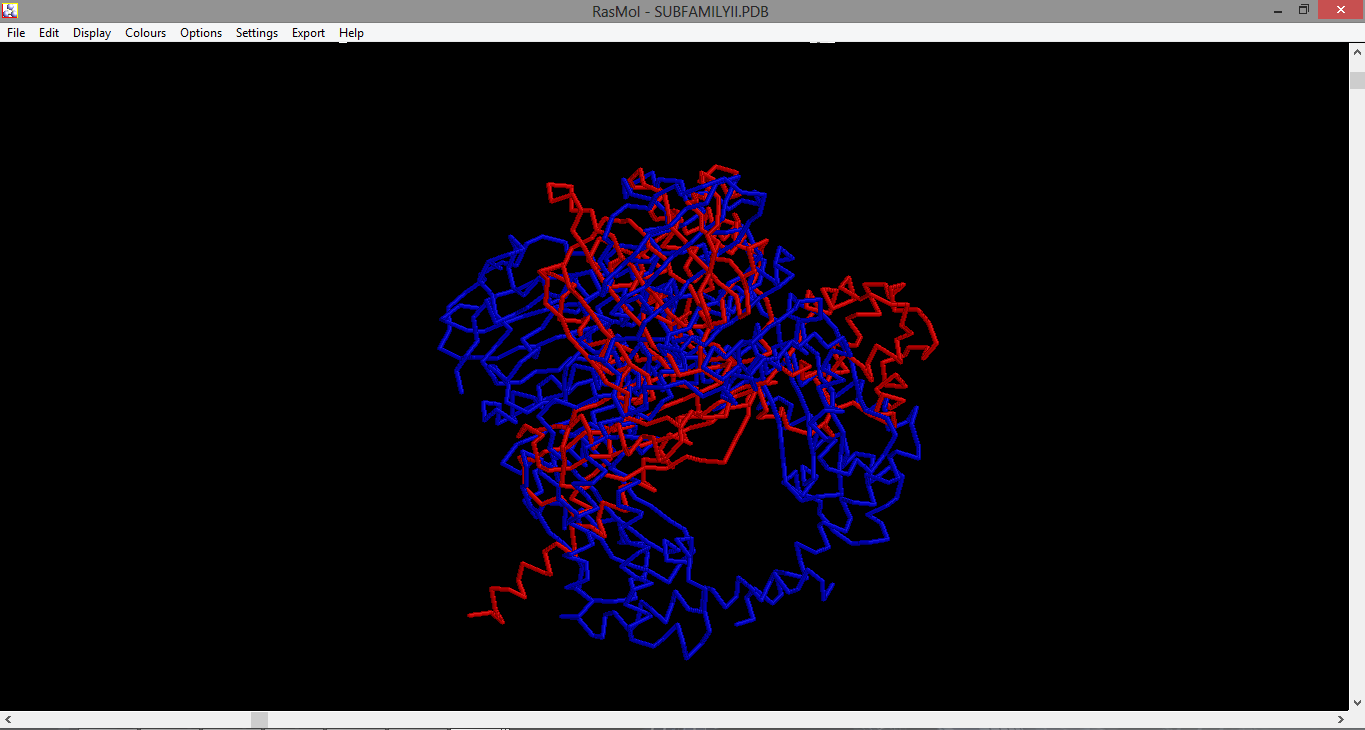 RasMol - SUBFAMILYII.PDB
File Edit Display Colours Options Settings Export Help